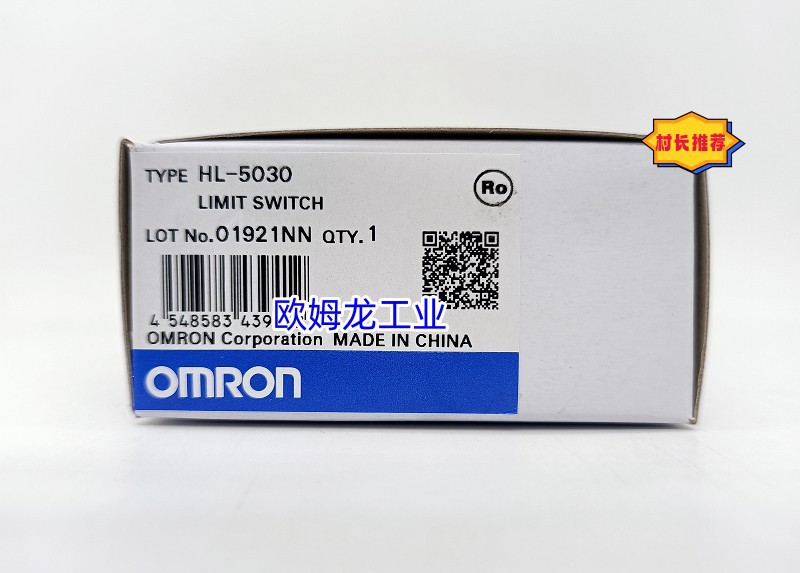 村长推荐
TYPE HL-5030
Ro
LIMIT SWITCH
LOT No. 01921NN QTY. 1
4 548583 439
欧姆龙工业
OMRON Corporation MADE IN CHINA
OMRON